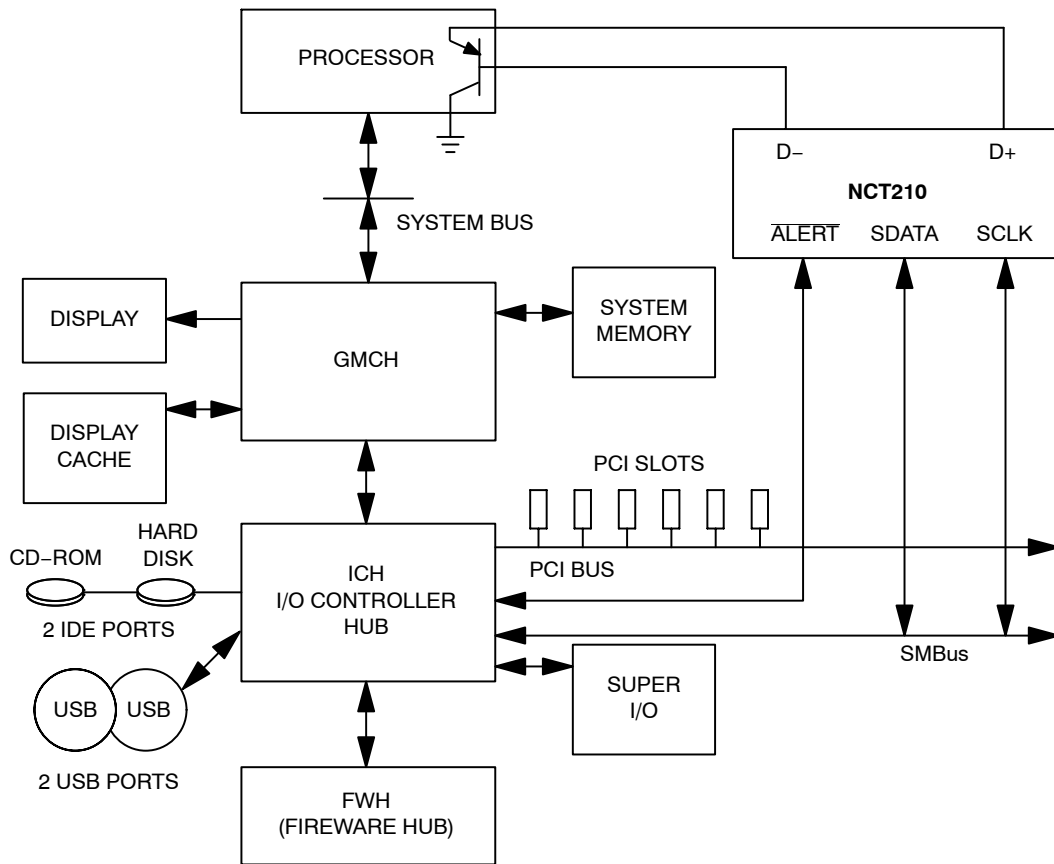 PROCESSOR
D−
D+
NCT210
ALERT
SDATA
SCLK
SYSTEM BUS
DISPLAY
GMCH
SYSTEM
MEMORY
DISPLAY
CACHE
PCI SLOTS
CD−ROM
HARD
DISK
ICH
I/O CONTROLLER
HUB
PCI BUS
2 IDE PORTS
SMBus
USB
USB
SUPER
I/O
2 USB PORTS
FWH
(FIREWARE HUB)